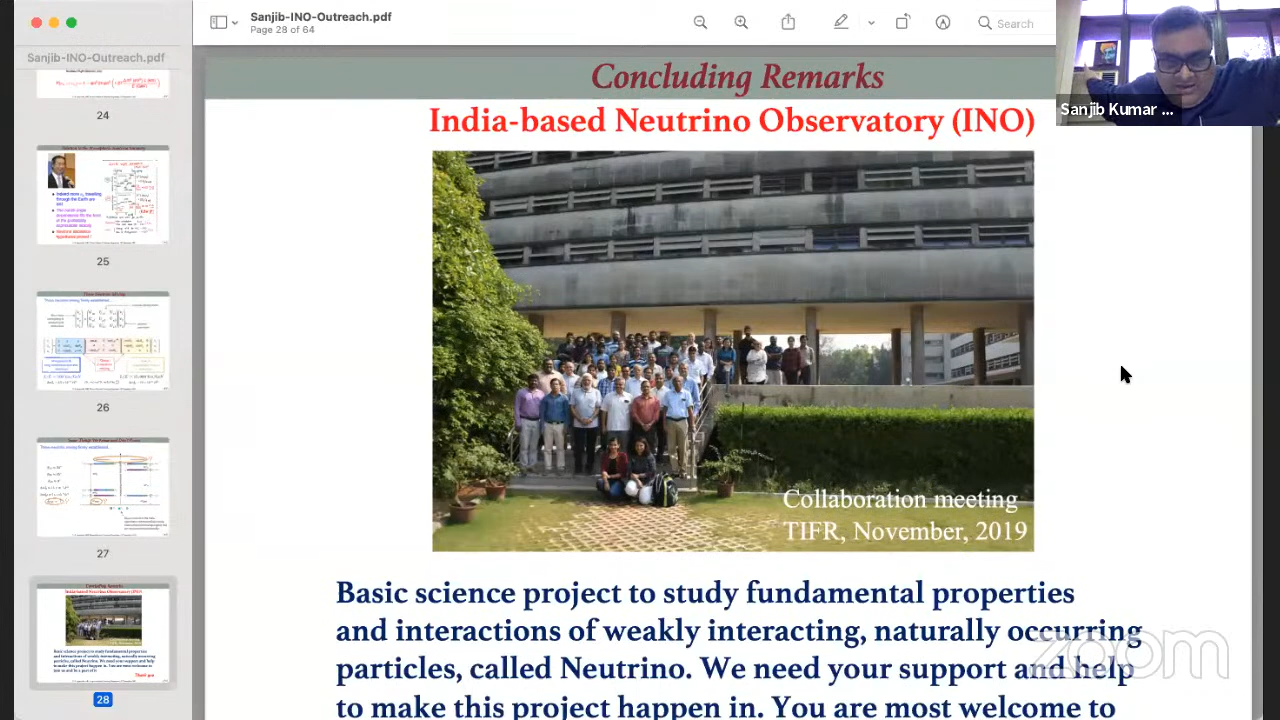 Sanjib-INO-Outreach.pdf
Page 28 of 64
Search
Sanjib-INO-Outreach.pdf
24
25
26
27
28
Concluding Remarks
India-based Neutrino Observatory (INO)
Collaboration meeting
TIFR, November, 2019
Basic science project to study fundamental properties
and interactions of weakly interacting, naturally occurring
particles, called Neutrino. We need your support and help
to make this project happen in. You are most welcome to
Sanjib Kumar ...
zoom